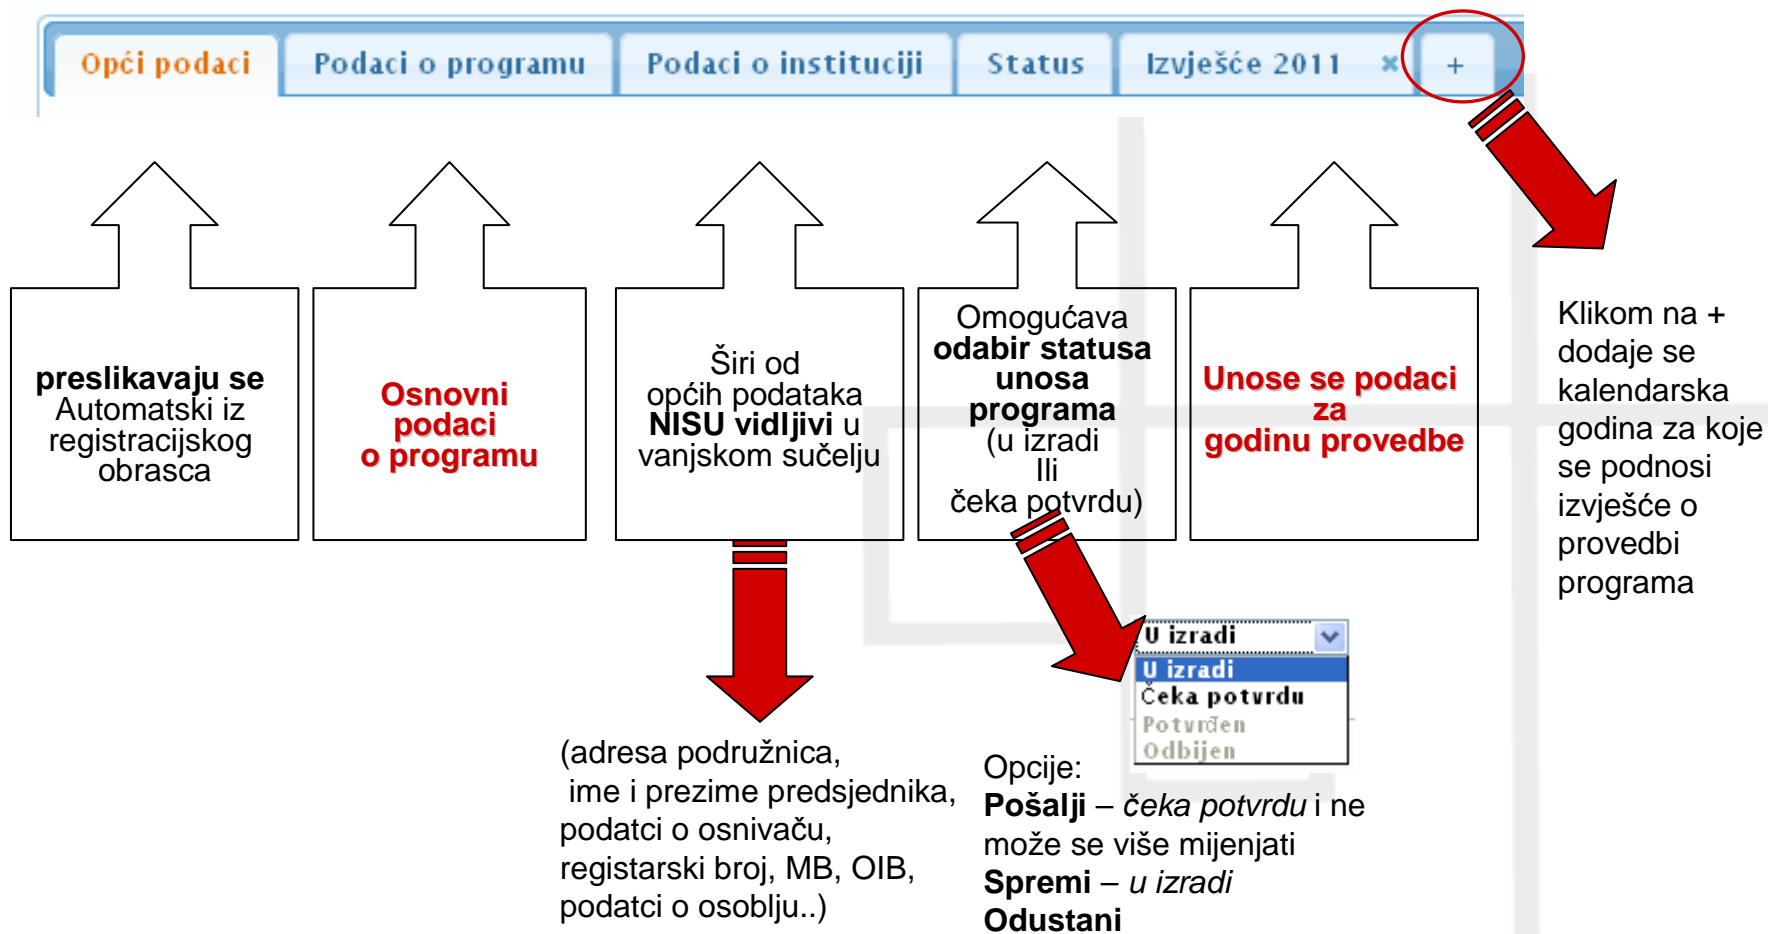 Opći podaci
Podaci o programu
Podaci o instituciji
Status
Izvješće 2011 ×
+
preslikavaju se
Automatski iz
registracijskog
obrasca
Osnovni
podaci
o programu
Širi od
općih podataka
NISU vidljivi u
vanjskom sučelju
Omogućava
odabir statusa
unosa
programa
(u izradi
Ili
čeka potvrdu)
Unose se podaci
za
godinu provedbe
Klikom na +
dodaje se
kalendarska
godina za koje
se podnosi
izvješće o
provedbi
programa
(adresa podružnica,
ime i prezime predsjednika,
podatci o osnivaču,
registarski broj, MB, OIB,
podatci o osoblju..)
U izradi
U izradi
Čeka potvrdu
Potvrđen
Odbijen
Opcije:
Pošalji – čeka potvrdu i ne
može se više mijenjati
Spremi – u izradi
Odustani